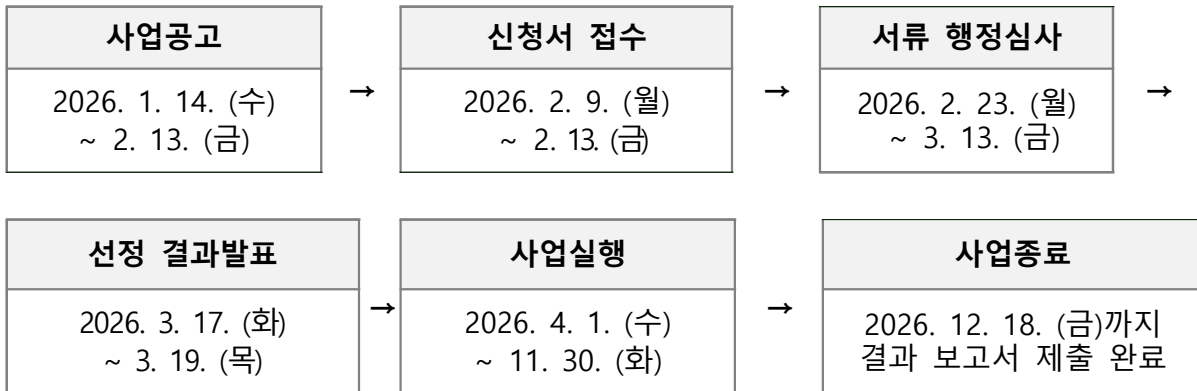 사업공고
2026. 1. 14. (수)
~ 2. 13. (금)
→
신청서 접수
2026. 2. 9. (월)
~ 2. 13. (금)
→
서류 행정심사
2026. 2. 23. (월)
~ 3. 13. (금)
→
선정 결과발표
2026. 3. 17. (화)
~ 3. 19. (목)
→
사업실행
2026. 4. 1. (수)
~ 11. 30. (화)
→
사업종료
2026. 12. 18. (금)까지
결과 보고서 제출 완료